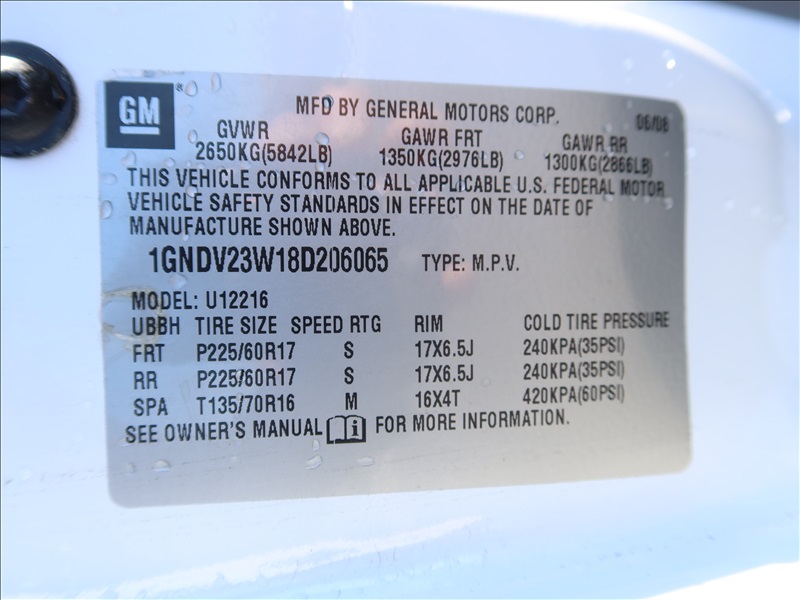 GM® MFD BY GENERAL MOTORS CORP. 06/08
GVWR GAWR FRT GAWR RR
2650KG(5842LB) 1350KG(2976LB) 1300KG(2866LB)
THIS VEHICLE CONFORMS TO ALL APPLICABLE U.S. FEDERAL MOTOR
VEHICLE SAFETY STANDARDS IN EFFECT ON THE DATE OF
MANUFACTURE SHOWN ABOVE.
1GNDV23W18D206065 TYPE: M.P.V.
MODEL: U12216
UBBH TIRE SIZE SPEED RTG RIM COLD TIRE PRESSURE
FRT P225/60R17 S 17X6.5J 240KPA(35PSI)
RR P225/60R17 S 17X6.5J 240KPA(35PSI)
SPA T135/70R16 M 16X4T 420KPA(60PSI)
SEE OWNER'S MANUAL i FOR MORE INFORMATION.